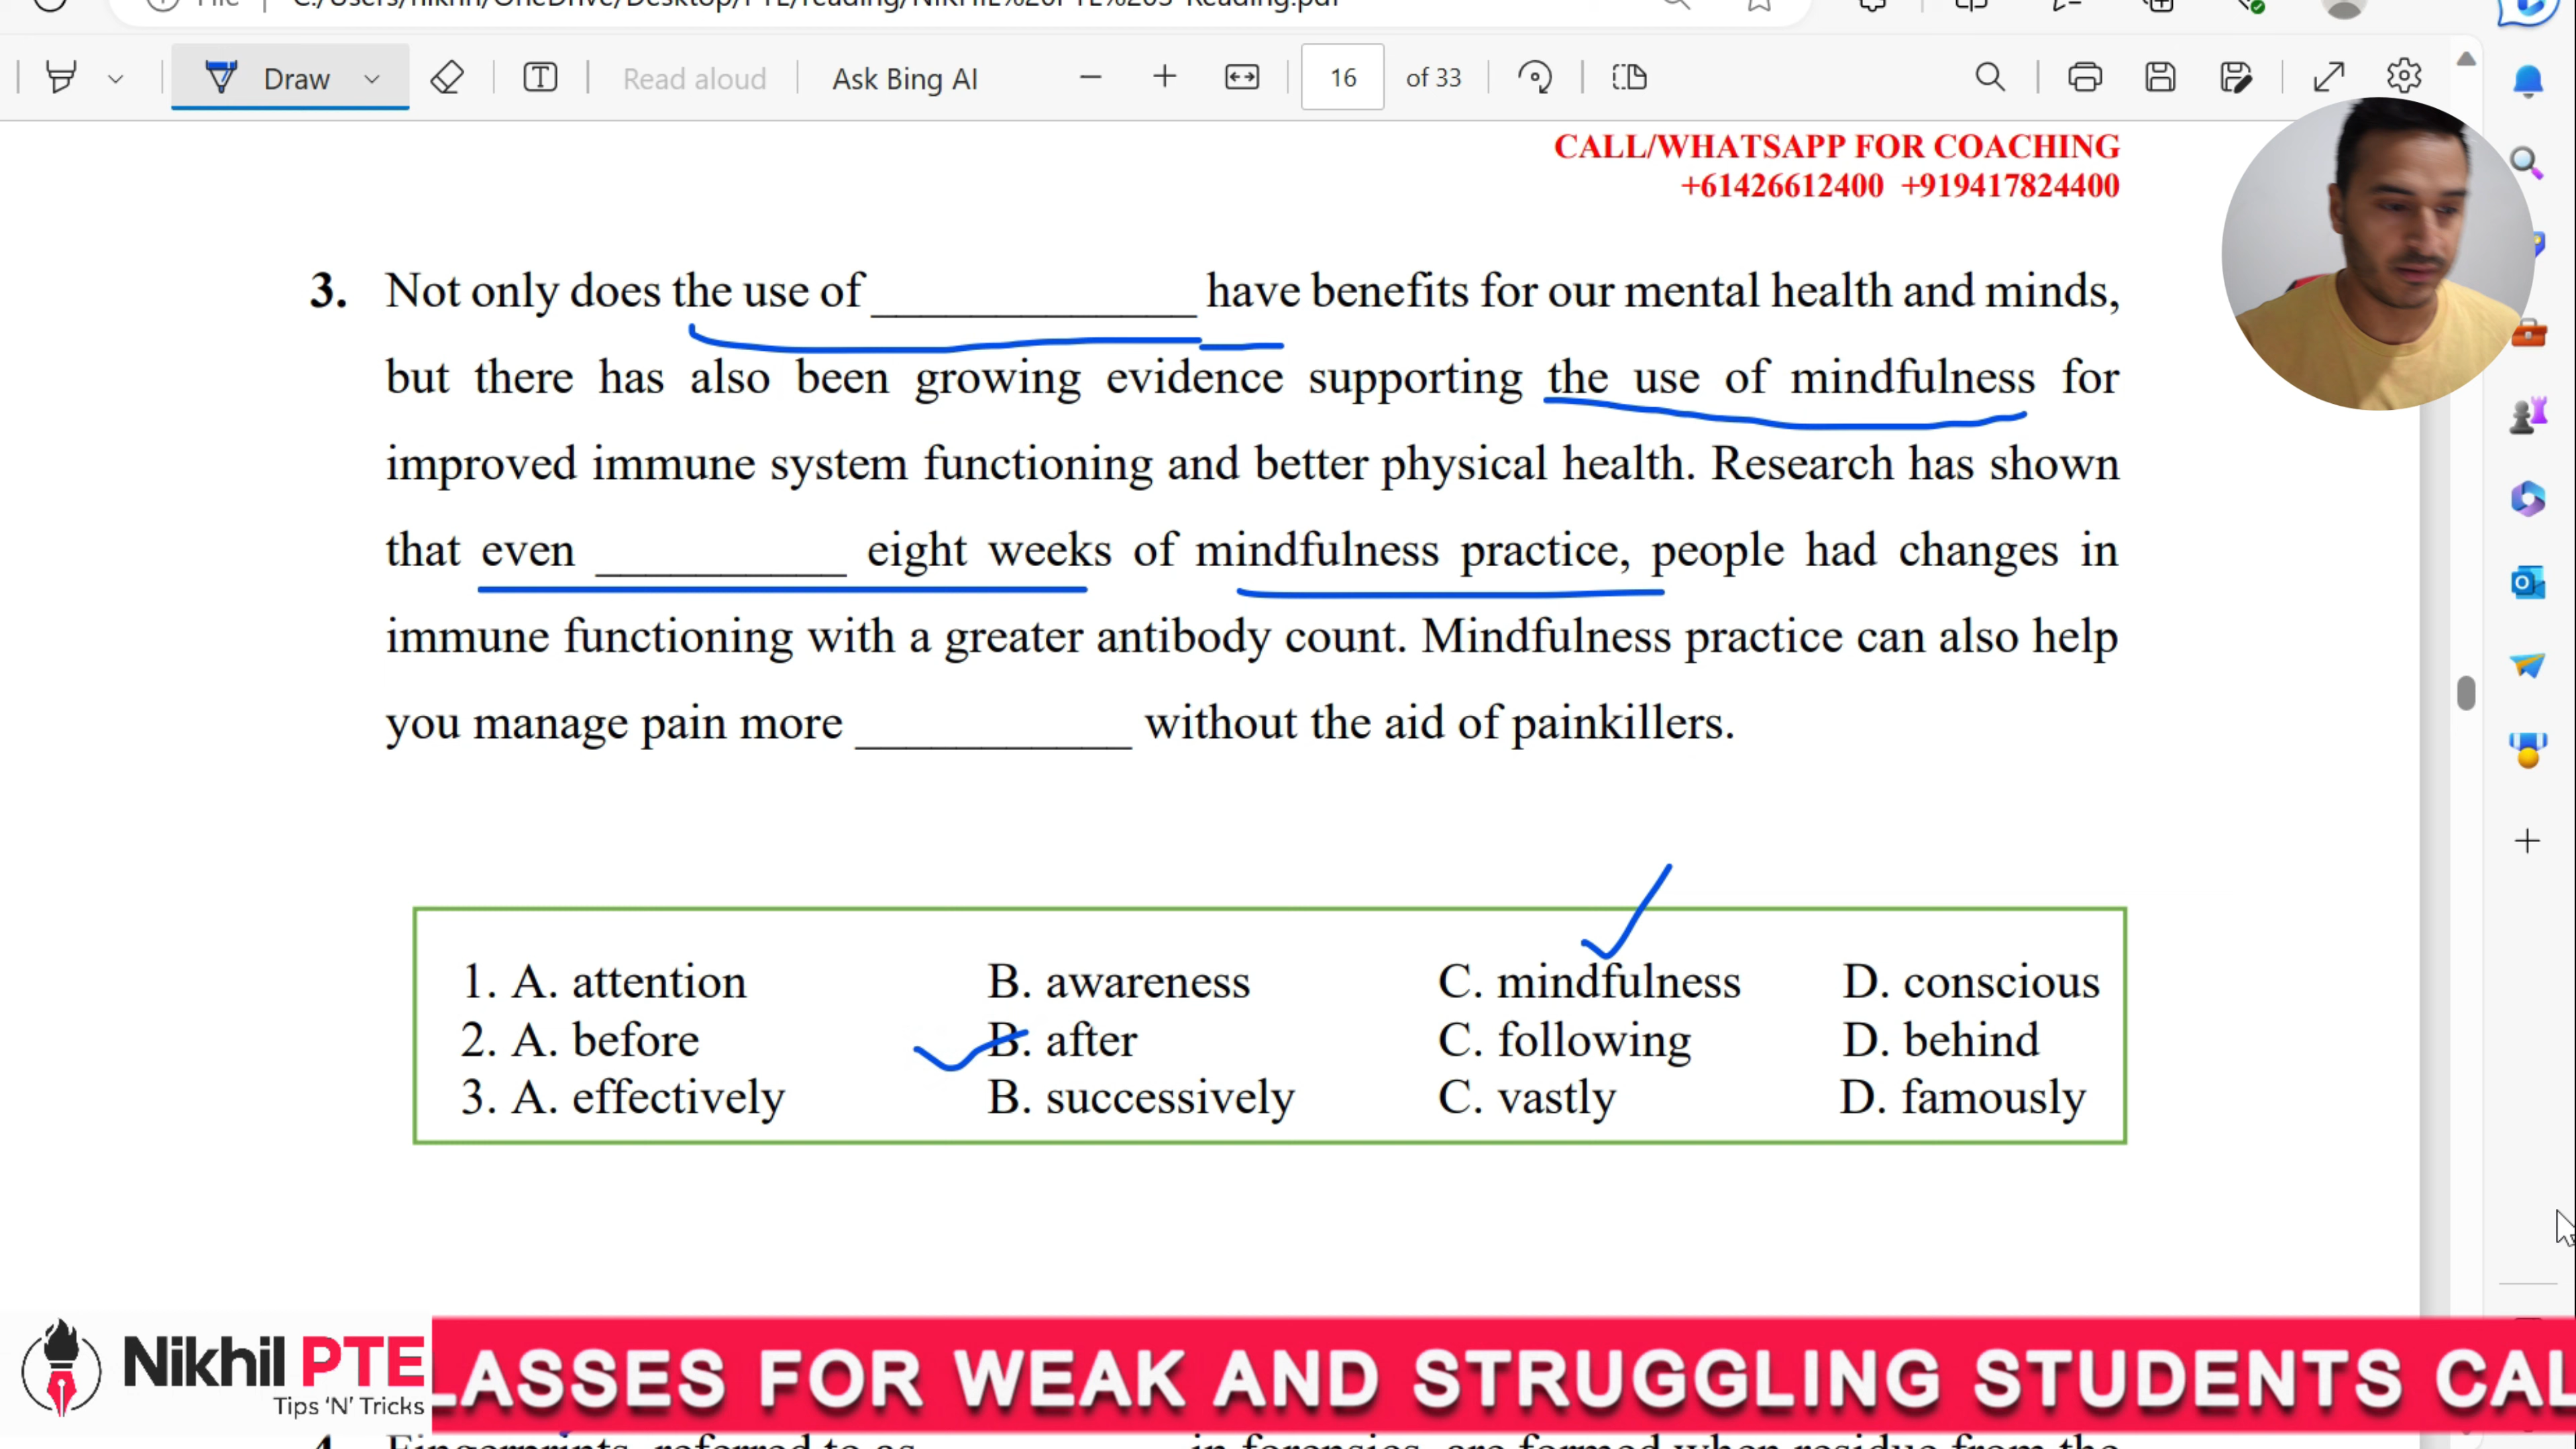 Draw
Read aloud
Ask Bing AI
16 of 33
CALL/WHATSAPP FOR COACHING
+61426612400 +919417824400
3. Not only does the use of ____________ have benefits for our mental health and minds,
but there has also been growing evidence supporting the use of mindfulness for
improved immune system functioning and better physical health. Research has shown
that even __________ eight weeks of mindfulness practice, people had changes in
immune functioning with a greater antibody count. Mindfulness practice can also help
you manage pain more ___________ without the aid of painkillers.
1. A. attention B. awareness C. mindfulness D. conscious
2. A. before B. after C. following D. behind
3. A. effectively B. successively C. vastly D. famously
Nikhil PTE
Tips 'N' Tricks
LASSES FOR WEAK AND STRUGGLING STUDENTS CAL